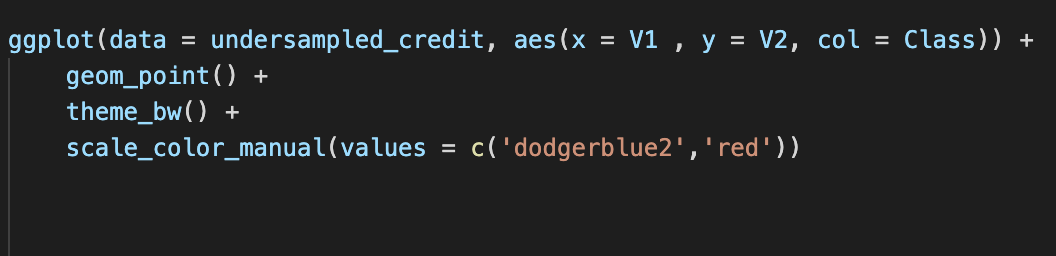 ggplot(data = undersampled_credit, aes(x = V1 , y = V2, col = Class)) +
    geom_point() +
    theme_bw() +
    scale_color_manual(values = c('dodgerblue2','red'))